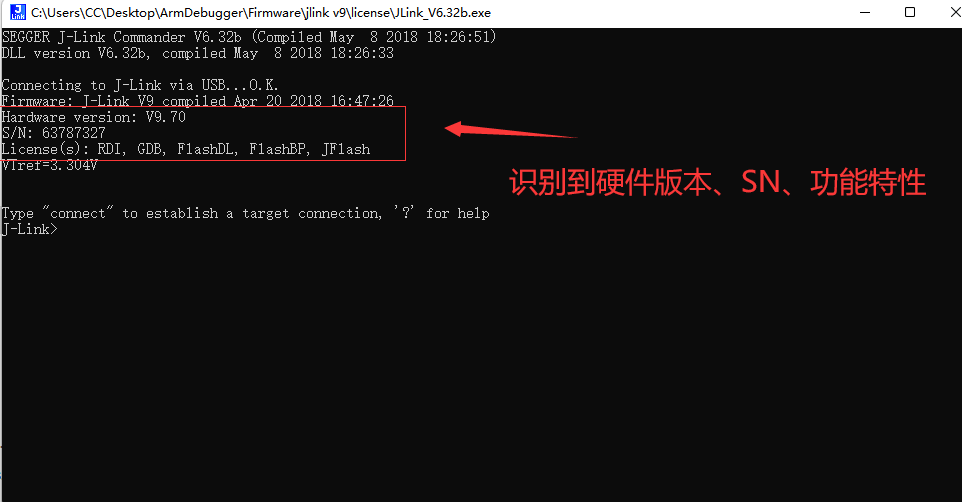 C:\Users\CC\Desktop\ArmDebugger\Firmware\jlink v9\license\JLink_V6.32b.exe
SEGGER J-Link Commander V6.32b (Compiled May  8 2018 18:26:51)
DLL version V6.32b, compiled May  8 2018 18:26:33
Connecting to J-Link via USB...O.K.
Firmware: J-Link V9 compiled Apr 20 2018 16:47:26
Hardware version: V9.70
S/N: 63787327
License(s): RDI, GDB, FlashDL, FlashBP, JFlash
VTref=3.304V
识别到硬件版本、SN、功能特性
Type "connect" to establish a target connection, '?' for help
J-Link>